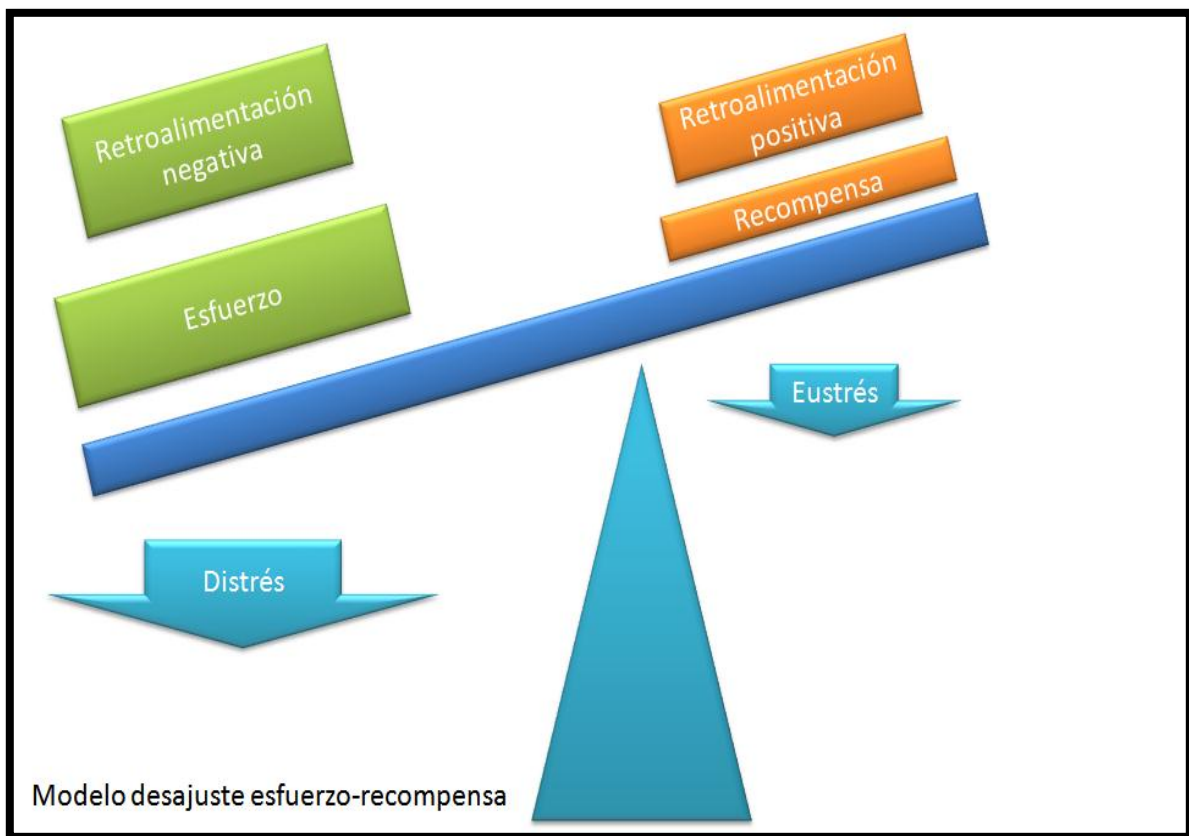 Retroalimentación
negativa
Esfuerzo
Retroalimentación
positiva
Recompensa
Eustrés
Distrés
Modelo desajuste esfuerzo-recompensa